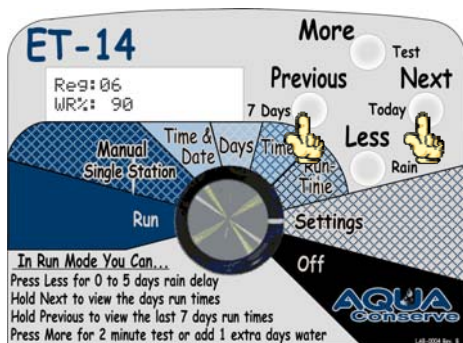 ET-14
More
Test
Reg:06
WR%: 90
Previous
Next
7 Days
Today
Less
Rain
Manual
Single Station
Time &
Date
Days
Time
Run-
Time
Run
Settings
Off
In Run Mode You Can...
Press Less for 0 to 5 days rain delay
Hold Next to view the days run times
Hold Previous to view the last 7 days run times
Press More for 2 minute test or add 1 extra days water
AQUA
Conserve
LAB-0004 Rev. B